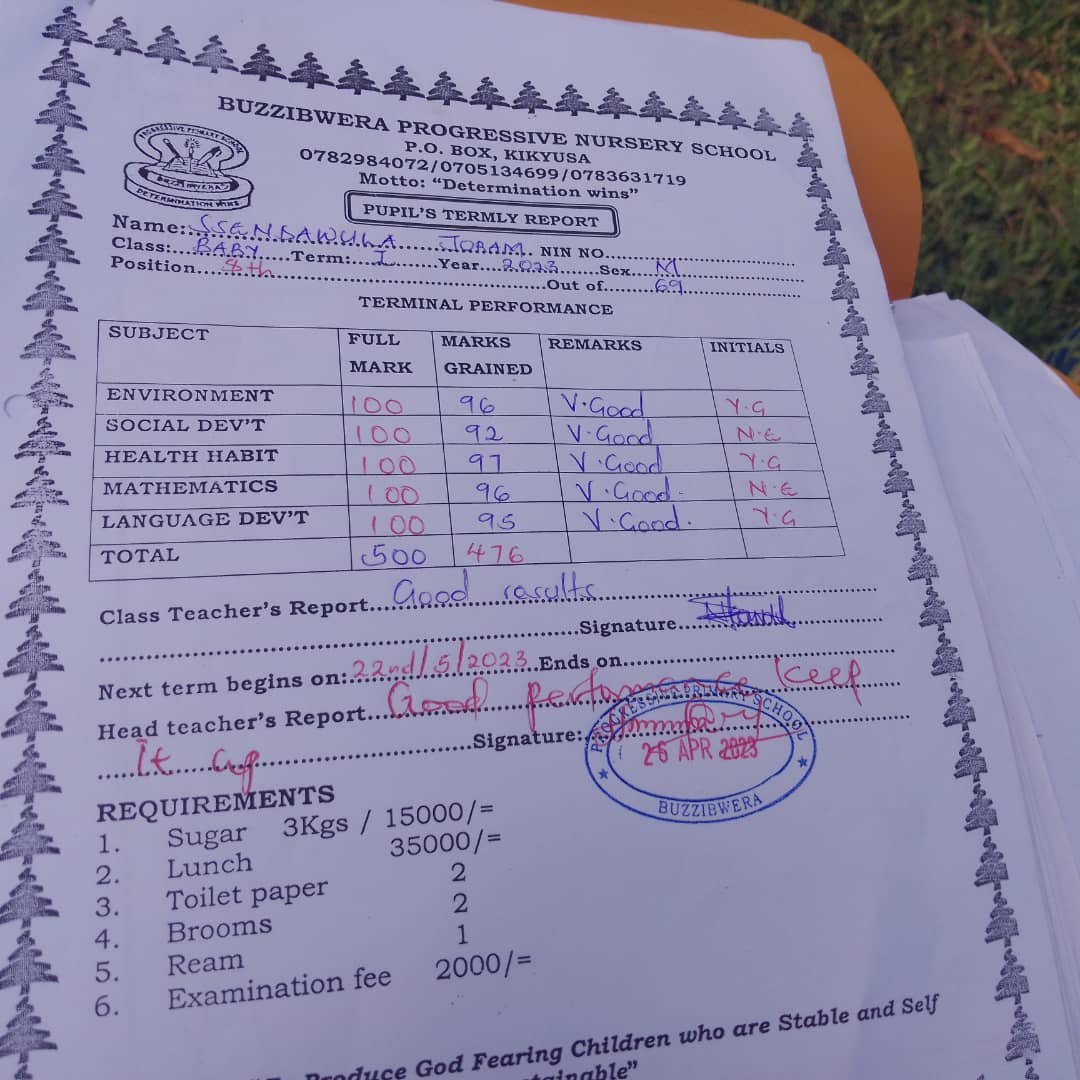 BUZZIBWERA PROGRESSIVE NURSERY SCHOOL
P.O. BOX, KIKYUSA
0782984072/0705134699/0783631719
Motto: “Determination wins”
PROGRESSIVE PRIMARY SCHOOL
BUZZIBWERA
DETERMINATION WINS
PUPIL'S TERMLY REPORT
Name: SSENDAWULA JORAM NIN NO.
Class: BABY Term: I Year 2023 Sex M
Position 8th Out of 69
TERMINAL PERFORMANCE
SUBJECT FULL MARK MARKS GRAINED REMARKS INITIALS
ENVIRONMENT 100 96 V.Good Y.G
SOCIAL DEV'T 100 92 V.Good N.E
HEALTH HABIT 100 97 V.Good Y.G
MATHEMATICS 100 96 V.Good. N.E
LANGUAGE DEV'T 100 95 V.Good. Y.G
TOTAL 500 476
Class Teacher's Report Good results
Signature
Next term begins on: 22nd/5/2023 Ends on
Head teacher's Report Good performance keep
it up Signature:
PROGRESSIVE PRIMARY SCHOOL
26 APR 2023
BUZZIBWERA
REQUIREMENTS
1. Sugar 3Kgs / 15000/=
2. Lunch 35000/=
3. Toilet paper 2
4. Brooms 2
5. Ream 1
6. Examination fee 2000/=
Produce God Fearing Children who are Stable and Self